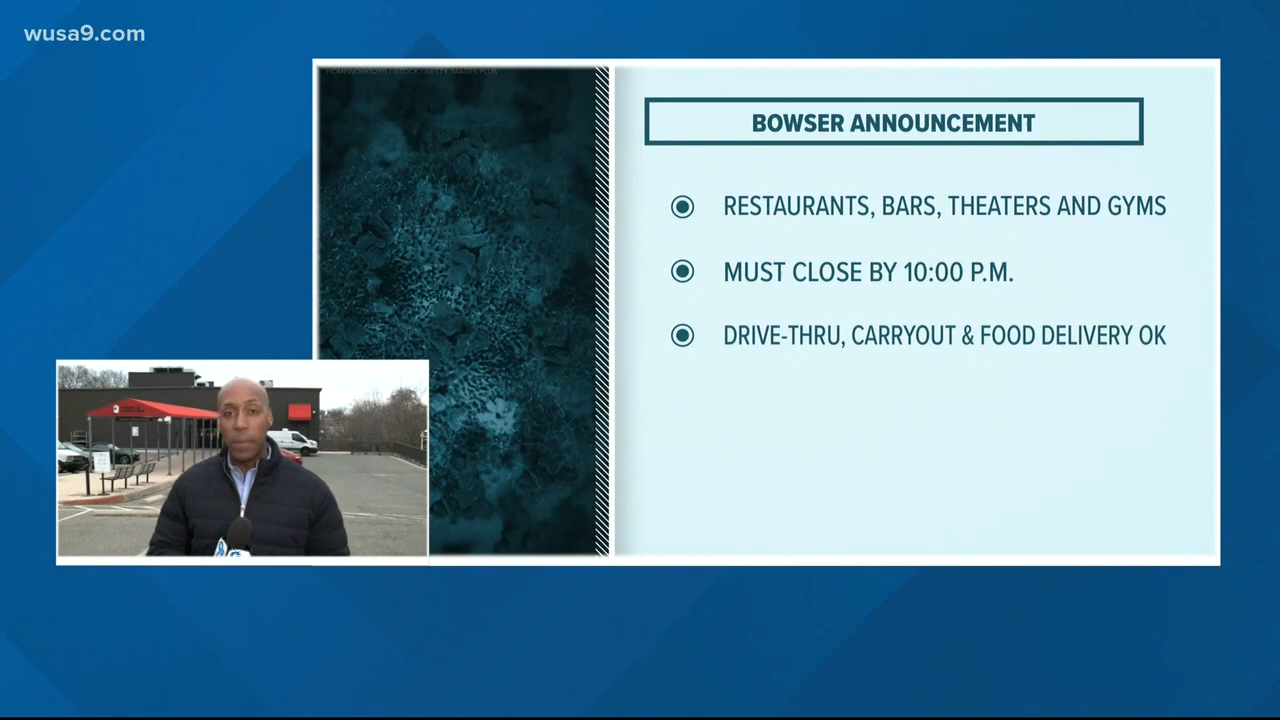 wusa9.com
BOWSER ANNOUNCEMENT
RESTAURANTS, BARS, THEATERS AND GYMS
MUST CLOSE BY 10:00 P.M.
DRIVE-THRU, CARRYOUT & FOOD DELIVERY OK